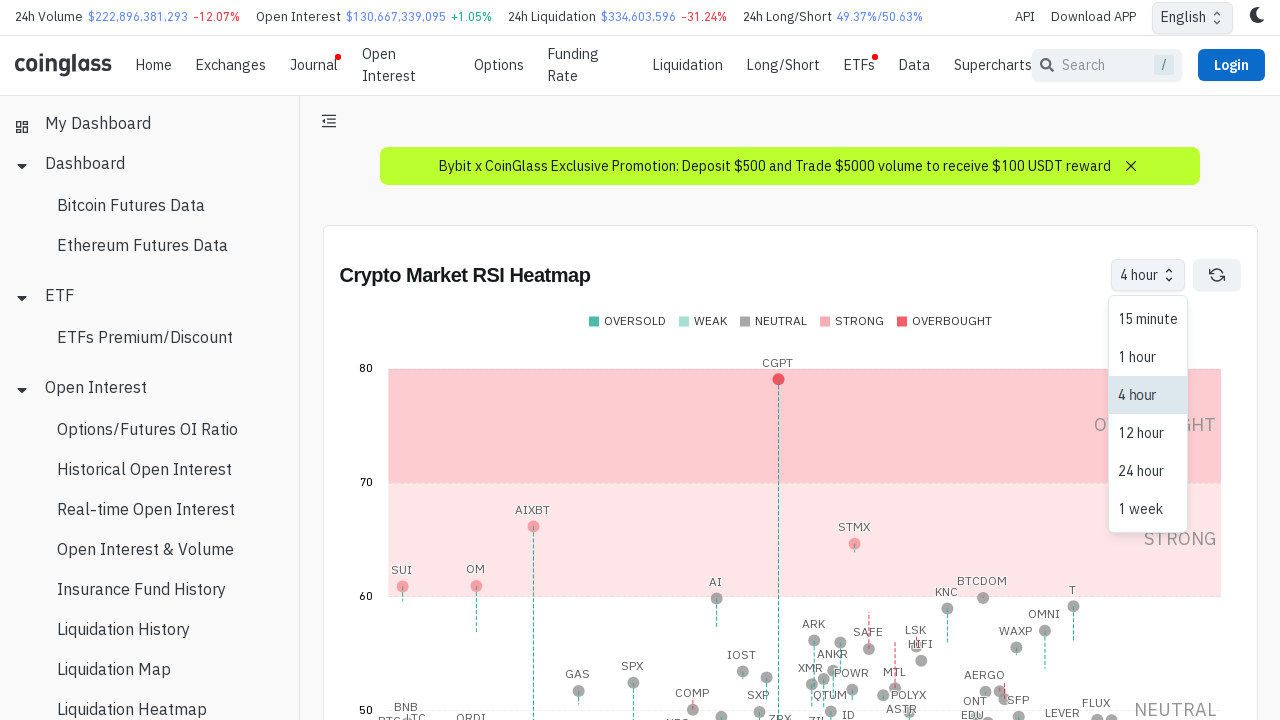 24h Volume $222,896,381,293 -12.07% Open Interest $130,667,339,095 +1.05% 24h Liquidation $334,603,596 -31.24% 24h Long/Short 49.37%/50.63% API Download APP English
coinglass Home Exchanges Journal Open Interest Options Funding Rate Liquidation Long/Short ETFs Data Supercharts Search / Login
My Dashboard
Dashboard
Bitcoin Futures Data
Ethereum Futures Data
ETF
ETFs Premium/Discount
Open Interest
Options/Futures OI Ratio
Historical Open Interest
Real-time Open Interest
Open Interest & Volume
Insurance Fund History
Liquidation History
Liquidation Map
Liquidation Heatmap
Bybit x CoinGlass Exclusive Promotion: Deposit $500 and Trade $5000 volume to receive $100 USDT reward
Crypto Market RSI Heatmap
4 hour
15 minute
1 hour
4 hour
12 hour
24 hour
1 week
OVERSOLD WEAK NEUTRAL STRONG OVERBOUGHT
80
CGPT
70
AIXBT
STMX
STRONG
SUI
OM
AI
KNC
BTCDOM
T
60
OMNI
ARK
SAFE
LSK
WAXP
HIFI
IOST
ANKR
SPX
XMR
POWR
MTL
GAS
AERGO
COMP
SXP
QTUM
POLYX
ONT
SFP
FLUX
50
NEUTRAL
BNB
ASTR
EDU
LEVER
ORDI
ID